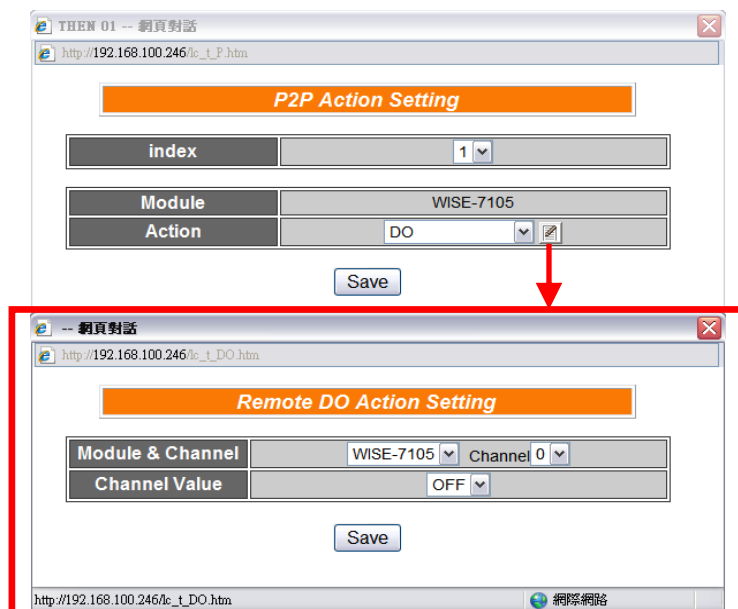 THEN 01 -- 網頁對話
http://192.168.100.246/lc_t_P.htm
P2P Action Setting
index 1
Module WISE-7105
Action DO
Save
-- 網頁對話
http://192.168.100.246/lc_t_DO.htm
Remote DO Action Setting
Module & Channel WISE-7105 Channel 0
Channel Value OFF
Save
http://192.168.100.246/lc_t_DO.htm 網際網路